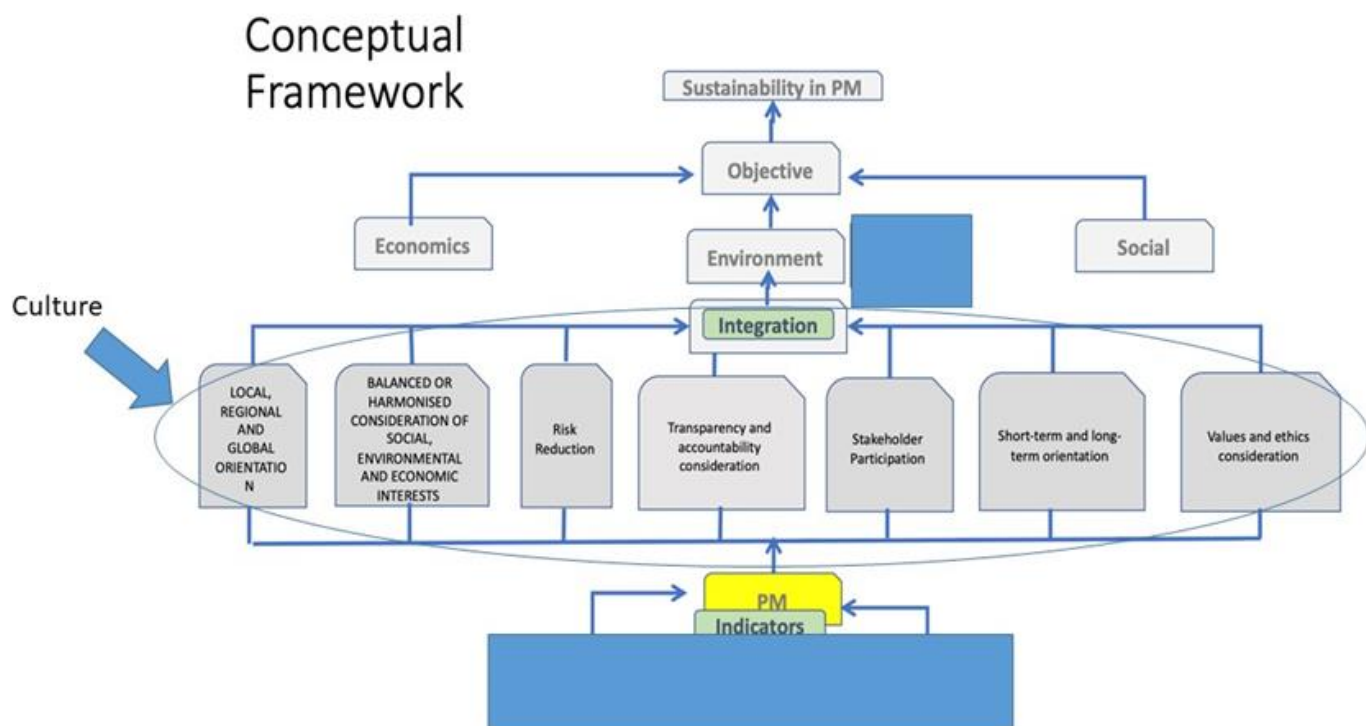 Conceptual
Framework
Sustainability in PM
Objective
Economics
Environment
Social
Culture
Integration
LOCAL,
REGIONAL
AND
GLOBAL
ORIENTATIO
N
BALANCED OR
HARMONISED
CONSIDERATION OF
SOCIAL,
ENVIRONMENTAL
AND ECONOMIC
INTERESTS
Risk
Reduction
Transparency and
accountability
consideration
Stakeholder
Participation
Short-term and long-
term orientation
Values and ethics
consideration
PM
Indicators